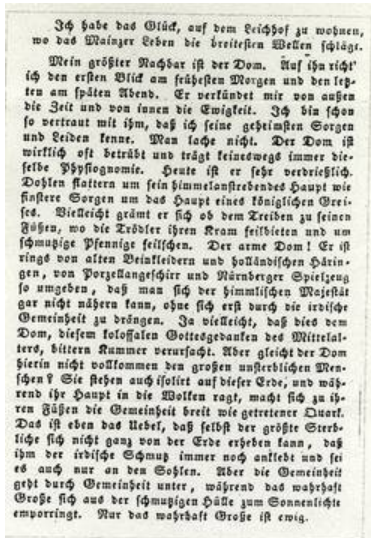 Ich habe das Glück, auf dem Leichhof zu wohnen,
wo das Mainzer Leben die breitesten Wellen schlägt.
Mein größter Nachbar ist der Dom. Auf ihn richt'
ich den ersten Blick am frühesten Morgen und den letz-
ten am späten Abend. Er verkündet mir von außen
die Zeit und von innen die Ewigkeit. Ich bin schon
so vertraut mit ihm, daß ich seine geheimsten Sorgen
und Leiden kenne. Man lache nicht. Der Dom ist
wirklich oft betrübt und trägt keineswegs immer die-
selbe Physiognomie. Heute ist er sehr verdrießlich.
Dohlen flattern um sein himmelanstrebendes Haupt wie
finstere Sorgen um das Haupt eines königlichen Grei-
ses. Vielleicht grämt er sich ob dem Treiben zu seinen
Füßen, wo die Trödler ihren Kram feilbieten und um
schmutzige Pfennige feilschen. Der arme Dom! Er ist
rings von alten Beinkleidern und holländischen Härin-
gen, von Porzellangeschirr und Nürnberger Spielzeug
so umgeben, daß man sich der himmlischen Majestät
gar nicht nähern kann, ohne sich erst durch die irdische
Gemeinheit zu drängen. Ja vielleicht, daß dies dem
Dom, diesem kolossalen Gottesgedanken des Mittelal-
ters, bittern Kummer verursacht. Aber gleicht der Dom
hierin nicht vollkommen den großen unsterblichen Men-
schen? Sie stehen auch isolirt auf dieser Erde, und wäh-
rend ihr Haupt in die Wolken ragt, macht sich zu ih-
ren Füßen die Gemeinheit breit wie getretener Quark.
Das ist eben das Uebel, daß selbst der größte Sterb-
liche sich nicht ganz von der Erde erheben kann, daß
ihm der irdische Schmutz immer noch anklebt und sei
es auch nur an den Sohlen. Aber die Gemeinheit
geht durch Gemeinheit unter, während das wahrhaft
Große sich aus der schmutzigen Hülle zum Sonnenlichte
emporringt. Nur das wahrhaft Große ist ewig.